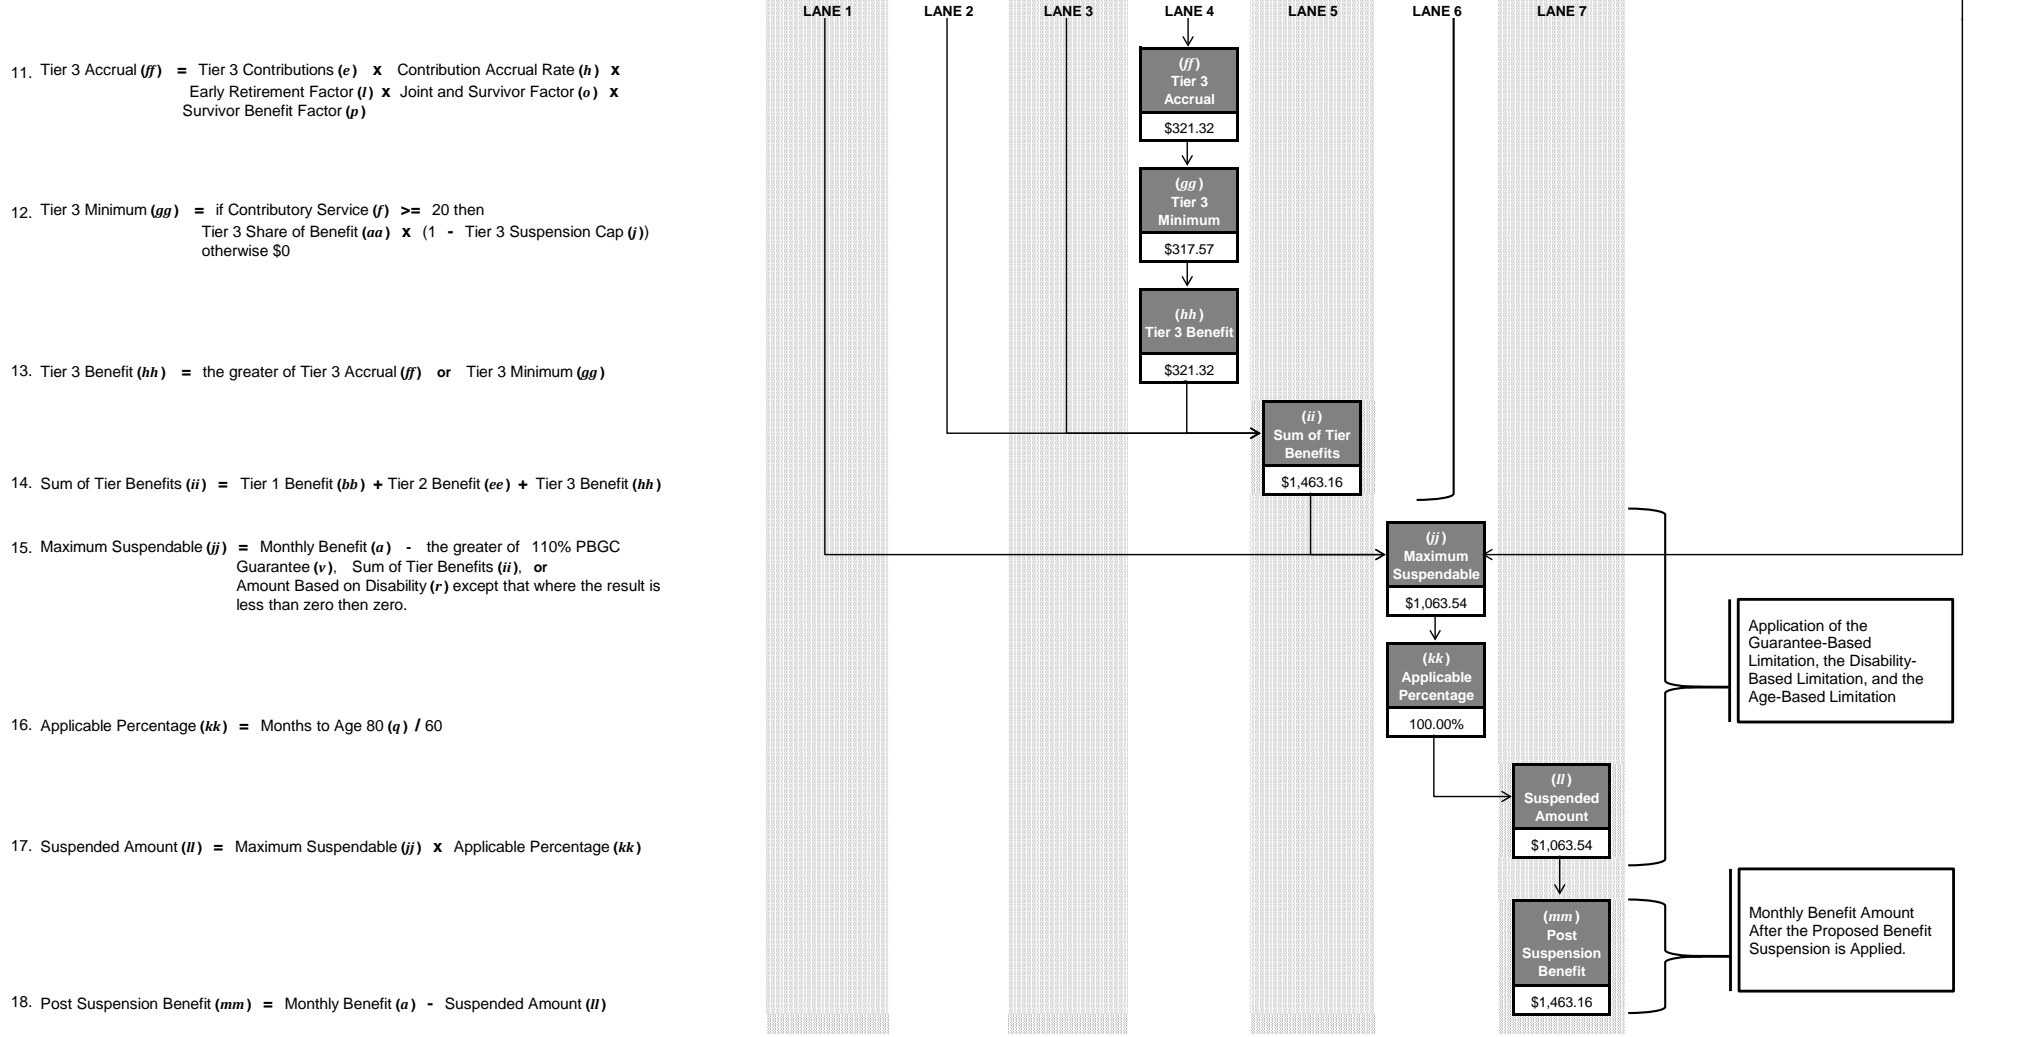 LANE 1 LANE 2 LANE 3 LANE 4 LANE 5 LANE 6 LANE 7
11. Tier 3 Accrual (ff) = Tier 3 Contributions (e) x Contribution Accrual Rate (h) x
Early Retirement Factor (l) x Joint and Survivor Factor (o) x
Survivor Benefit Factor (p)
(ff)
Tier 3
Accrual
$321.32
12. Tier 3 Minimum (gg) = if Contributory Service (f) >= 20 then
Tier 3 Share of Benefit (aa) x (1 - Tier 3 Suspension Cap (j))
otherwise $0
(gg)
Tier 3
Minimum
$317.57
13. Tier 3 Benefit (hh) = the greater of Tier 3 Accrual (ff) or Tier 3 Minimum (gg)
(hh)
Tier 3 Benefit
$321.32
14. Sum of Tier Benefits (ii) = Tier 1 Benefit (bb) + Tier 2 Benefit (ee) + Tier 3 Benefit (hh)
(ii)
Sum of Tier
Benefits
$1,463.16
15. Maximum Suspendable (jj) = Monthly Benefit (a) - the greater of 110% PBGC
Guarantee (v), Sum of Tier Benefits (ii), or
Amount Based on Disability (r) except that where the result is
less than zero then zero.
(jj)
Maximum
Suspendable
$1,063.54
16. Applicable Percentage (kk) = Months to Age 80 (q) / 60
(kk)
Applicable
Percentage
100.00%
Application of the
Guarantee-Based
Limitation, the Disability-
Based Limitation, and the
Age-Based Limitation
17. Suspended Amount (ll) = Maximum Suspendable (jj) x Applicable Percentage (kk)
(ll)
Suspended
Amount
$1,063.54
18. Post Suspension Benefit (mm) = Monthly Benefit (a) - Suspended Amount (ll)
(mm)
Post
Suspension
Benefit
$1,463.16
Monthly Benefit Amount
After the Proposed Benefit
Suspension is Applied.